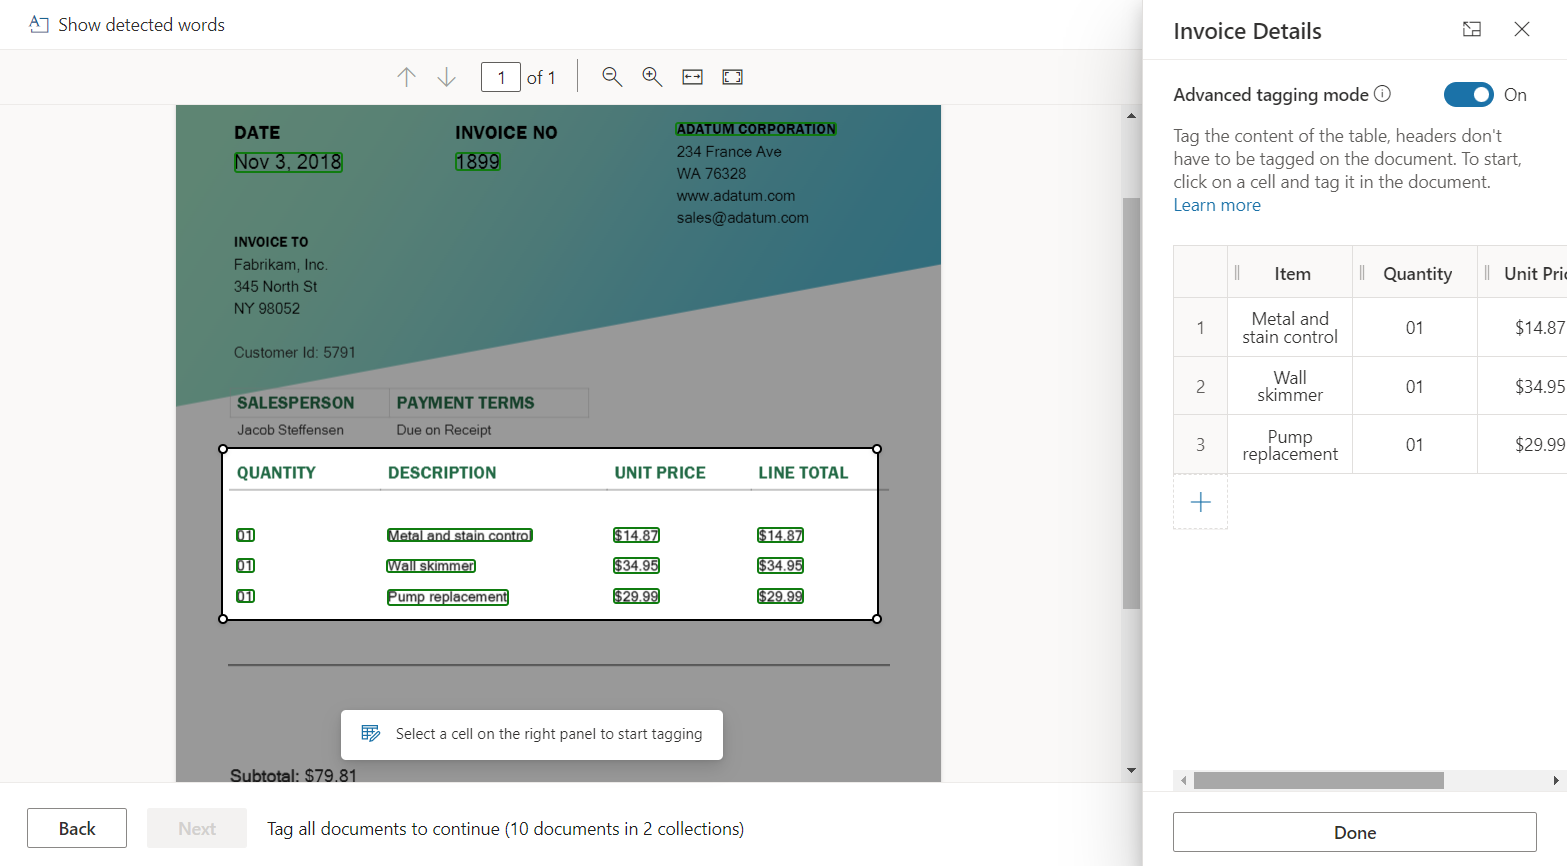 Show detected words
1 of 1
DATE
Nov 3, 2018
INVOICE NO
1899
ADATUM CORPORATION
234 France Ave
WA 76328
www.adatum.com
sales@adatum.com
INVOICE TO
Fabrikam, Inc.
345 North St
NY 98052
Customer Id: 5791
SALESPERSON PAYMENT TERMS
Jacob Steffensen Due on Receipt
QUANTITY DESCRIPTION UNIT PRICE LINE TOTAL
01 Metal and stain control $14.87 $14.87
01 Wall skimmer $34.95 $34.95
01 Pump replacement $29.99 $29.99
Select a cell on the right panel to start tagging
Subtotal: $79.81
Back Next Tag all documents to continue (10 documents in 2 collections)
Invoice Details
Advanced tagging mode On
Tag the content of the table, headers don't
have to be tagged on the document. To start,
click on a cell and tag it in the document.
Learn more
Item Quantity Unit Pri
1 Metal and
stain control 01 $14.87
2 Wall
skimmer 01 $34.95
3 Pump
replacement 01 $29.99
Done